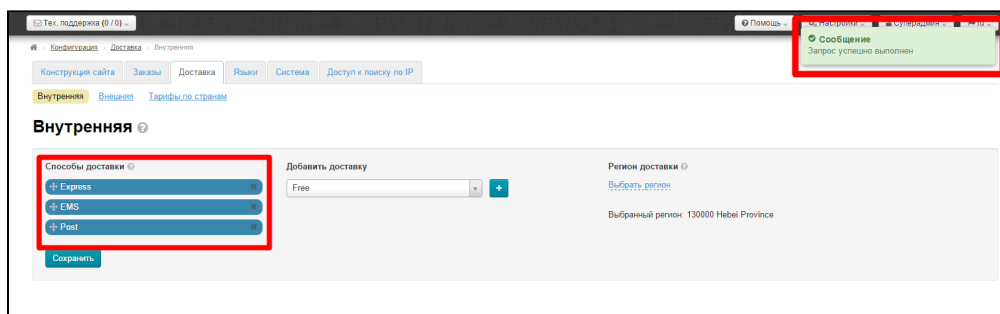 Тех. поддержка (0 / 0)
Помощь
Настройки
Суперадмин
ru
Конфигурация
Доставка
Внутренняя
Сообщение
Запрос успешно выполнен
Конструкция сайта
Заказы
Доставка
Языки
Система
Доступ к поиску по IP
Внутренняя
Внешняя
Тарифы по странам
Внутренняя
Способы доставки
Express
EMS
Post
Сохранить
Добавить доставку
Free
Регион доставки
Выбрать регион
Выбранный регион: 130000 Hebei Province